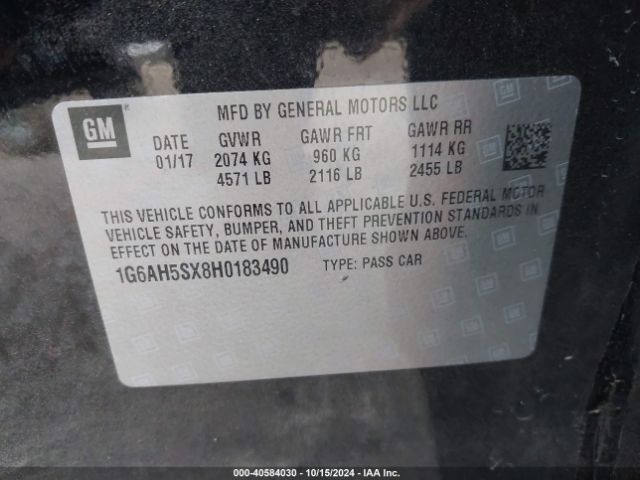 GM
MFD BY GENERAL MOTORS LLC
DATE GVWR GAWR FRT GAWR RR
01/17 2074 KG 960 KG 1114 KG
4571 LB 2116 LB 2455 LB
THIS VEHICLE CONFORMS TO ALL APPLICABLE U.S. FEDERAL MOTOR
VEHICLE SAFETY, BUMPER, AND THEFT PREVENTION STANDARDS IN
EFFECT ON THE DATE OF MANUFACTURE SHOWN ABOVE.
1G6AH5SX8H0183490 TYPE: PASS CAR
000-40584030 - 10/15/2024 - IAA Inc.